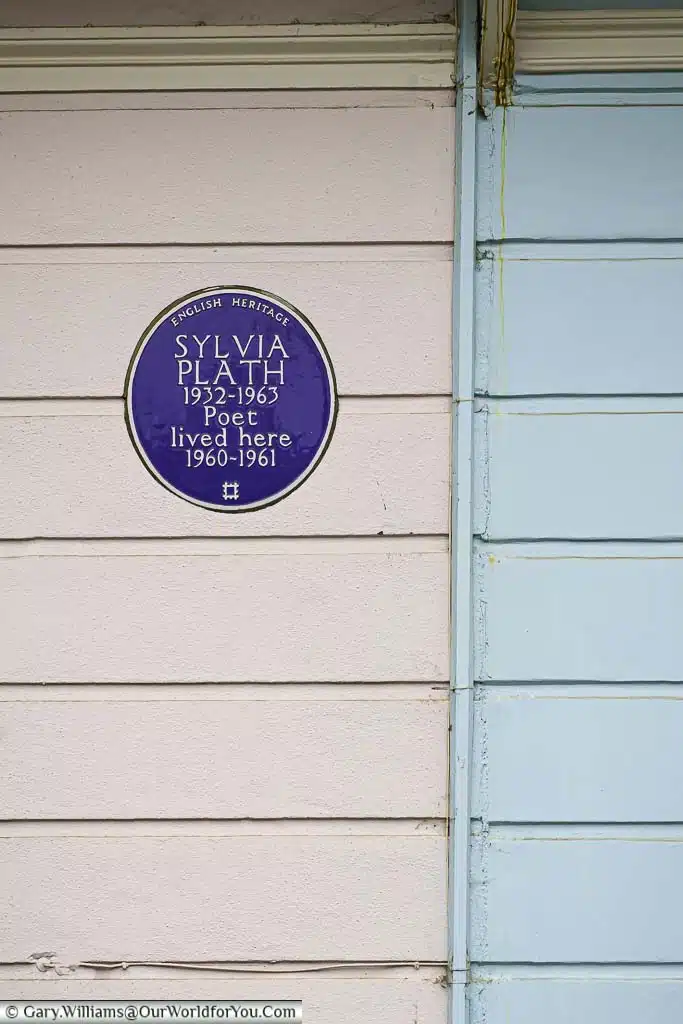 ENGLISH HERITAGE
SYLVIA
PLATH
1932-1963
Poet
lived here
1960-1961
© Gary.Williams@OurWorldforYou.Com